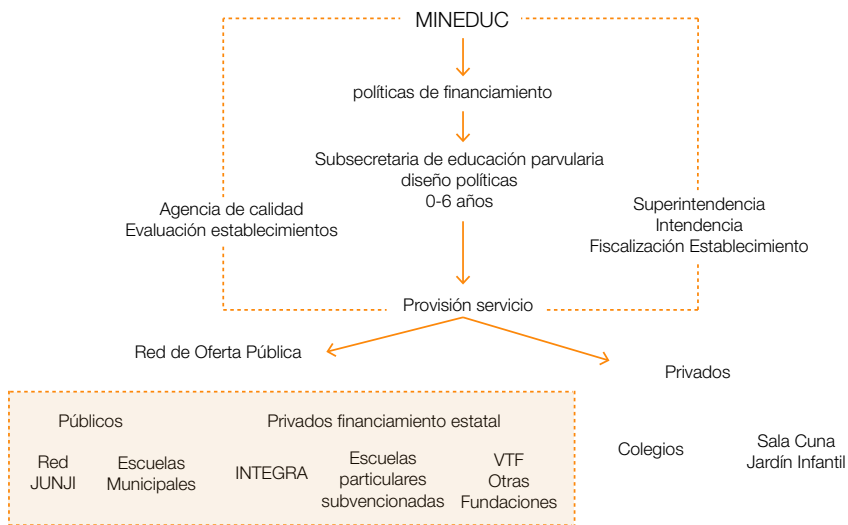 MINEDUC
políticas de financiamiento
Subsecretaria de educación parvularia
diseño políticas
0-6 años
Agencia de calidad
Evaluación establecimientos
Superintendencia
Intendencia
Fiscalización Establecimiento
Provisión servicio
Red de Oferta Pública
Privados
Públicos
Privados financiamiento estatal
Red
JUNJI
Escuelas
Municipales
INTEGRA
Escuelas
particulares
subvencionadas
VTF
Otras
Fundaciones
Colegios
Sala Cuna
Jardín Infantil